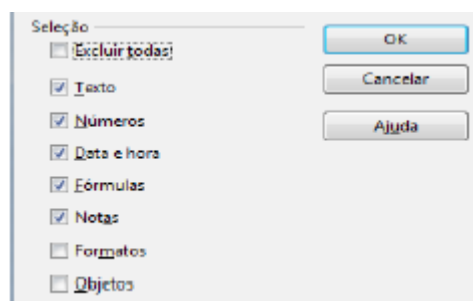 Seleção
Excluir todas
OK
Texto
Cancelar
Números
Ajuda
Data e hora
Fórmulas
Notas
Formatos
Objetos